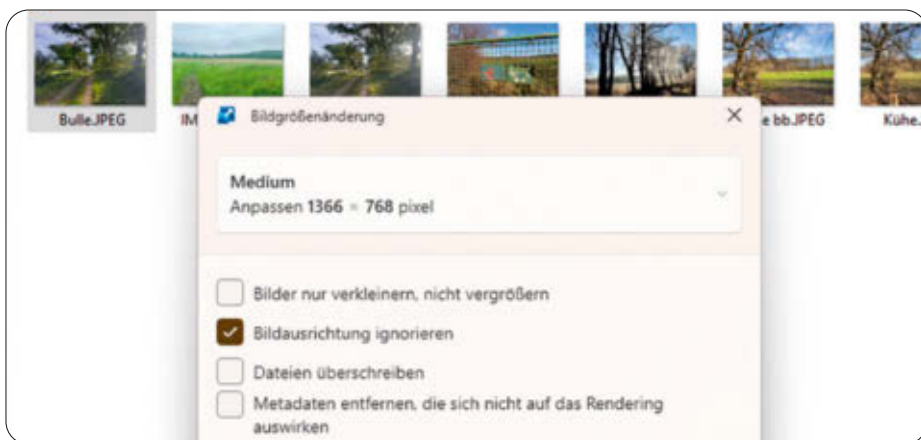 Bulle.JPEG
IM
e bb.JPEG
Kühe.
Bildgrößenänderung
Medium
Anpassen 1366 × 768 pixel
Bilder nur verkleinern, nicht vergrößern
Bildausrichtung ignorieren
Dateien überschreiben
Metadaten entfernen, die sich nicht auf das Rendering
auswirken